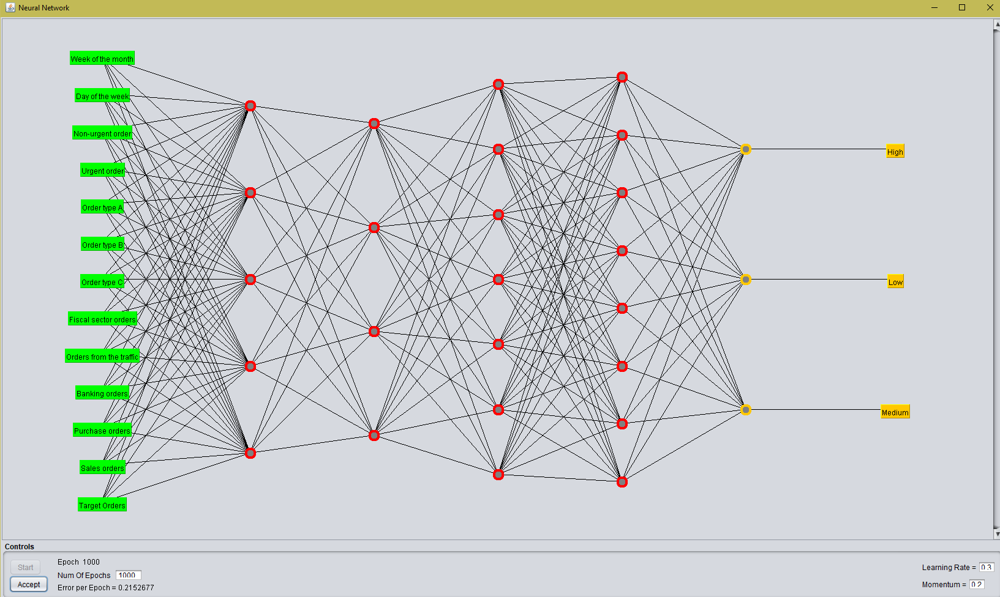 Neural Network
Week of the month
Day of the week
Non-urgent order
Urgent order
Order type A
Order type B
Order type C
Fiscal sector orders
Orders from the traffic
Banking orders
Purchase orders
Sales orders
Target Orders
High
Low
Medium
Controls
Start
Accept
Epoch 1000
Num Of Epochs 1000
Error per Epoch = 0.2152677
Learning Rate = 0.3
Momentum = 0.2